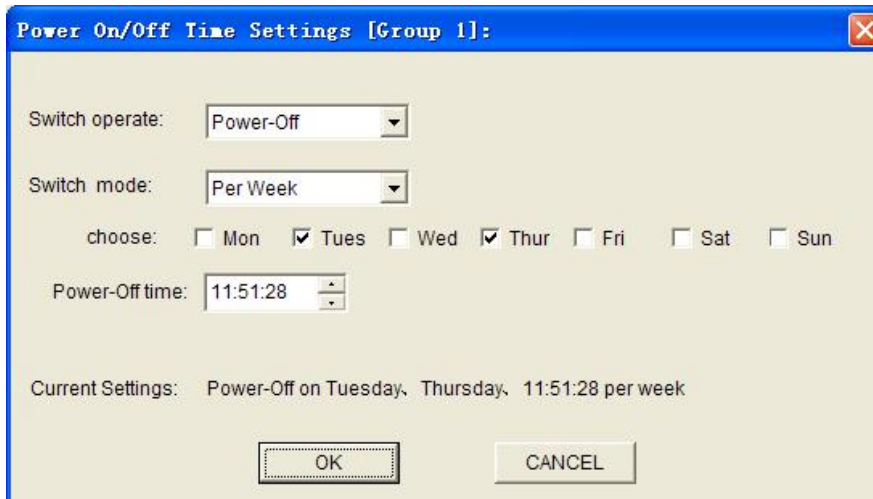 Power On/Off Time Settings [Group 1]:
Switch operate: Power-Off
Switch mode: Per Week
choose: Mon Tues Wed Thur Fri Sat Sun
Power-Off time: 11:51:28
Current Settings: Power-Off on Tuesday、Thursday、11:51:28 per week
OK CANCEL